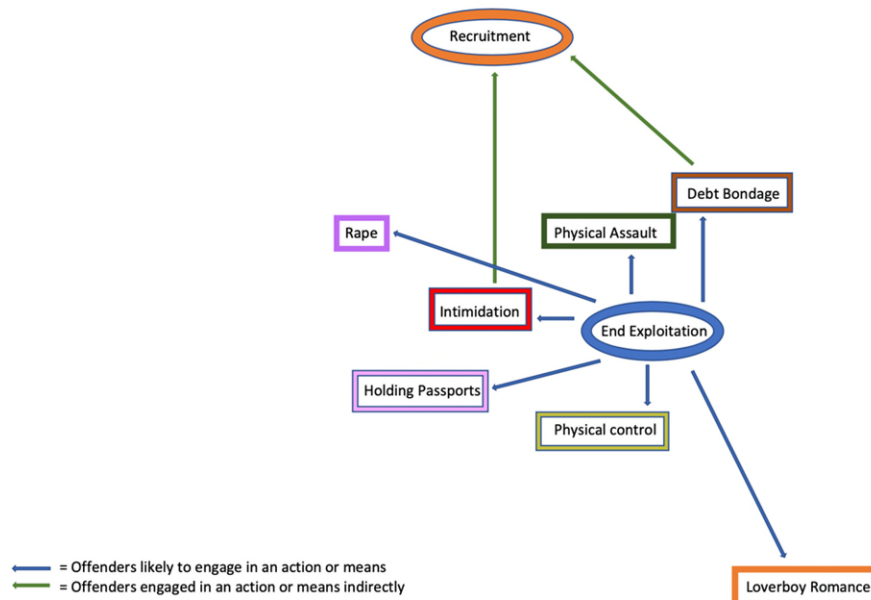 Recruitment
Debt Bondage
Rape
Physical Assault
Intimidation
End Exploitation
Holding Passports
Physical control
= Offenders likely to engage in an action or means
= Offenders engaged in an action or means indirectly
Loverboy Romance